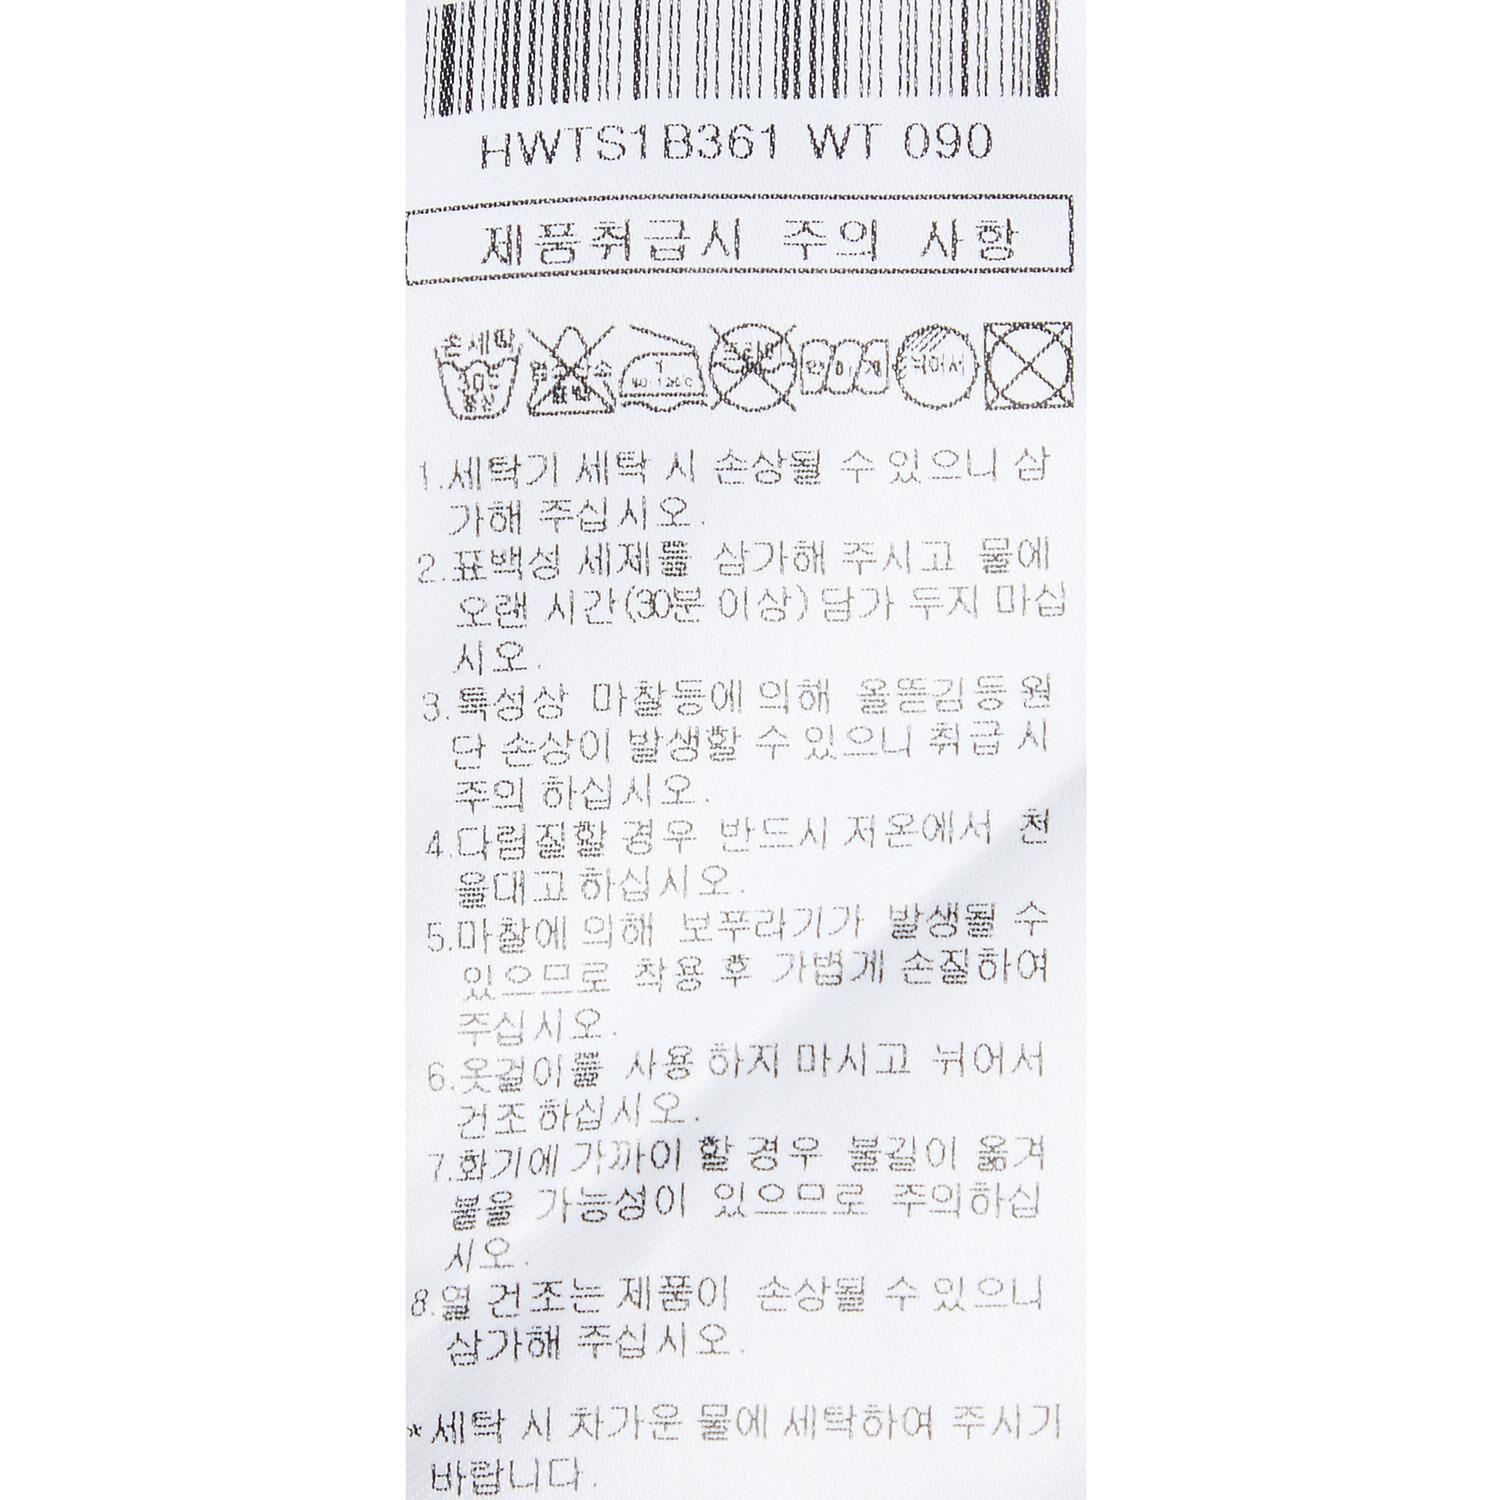 HWTS1B361 WT 090
제품취급시 주의 사항
손세탁
약하게
뉘어서
1.세탁기 세탁 시 손상될 수 있으니 삼
가해 주십시오.
2.표백성 세제를 삼가해 주시고 물에
오랜 시간(30분 이상) 담가 두지 마십
시오.
3.특성상 마찰등에 의해 올뜯김등 원
단 손상이 발생할 수 있으니 취급 시
주의 하십시오.
4.다림질할 경우 반드시 저온에서 천
을대고 하십시오.
5.마찰에 의해 보푸라기가 발생될 수
있으므로 착용 후 가볍게 손질하여
주십시오.
6.옷걸이를 사용 하지 마시고 뉘어서
건조 하십시오.
7.화기에 가까이 할 경우 불길이 옮겨
붙을 가능성이 있으므로 주의하십
시오.
8.열 건조는 제품이 손상될 수 있으니
삼가해 주십시오.
*세탁 시 차가운 물에 세탁하여 주시기
바랍니다.